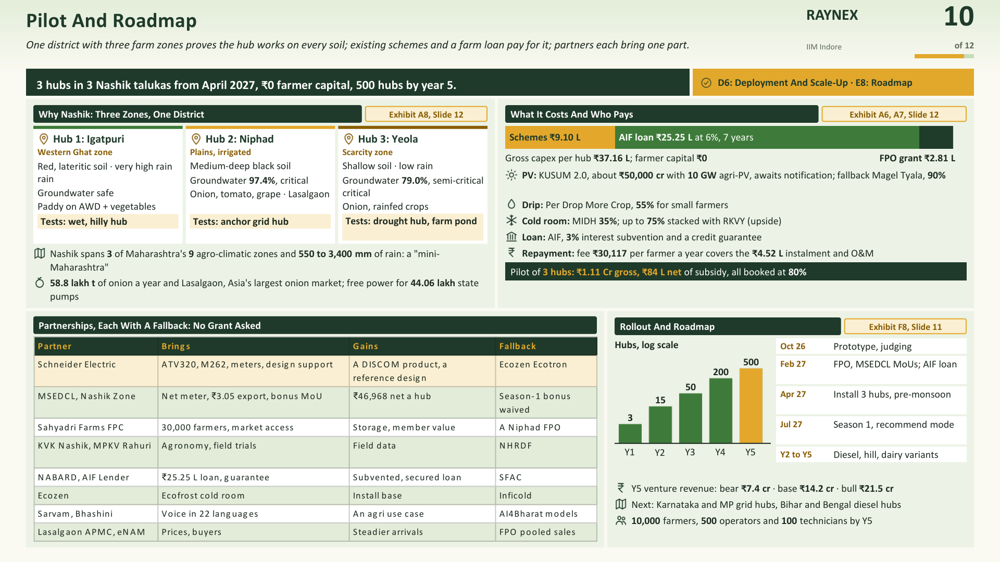 Pilot And Roadmap
RAYNEX
10
One district with three farm zones proves the hub works on every soil; existing schemes and a farm loan pay for it; partners each bring one part.
IIM Indore
of 12
3 hubs in 3 Nashik talukas from April 2027, ₹0 farmer capital, 500 hubs by year 5.
D6: Deployment And Scale-Up · E8: Roadmap
Why Nashik: Three Zones, One District
Exhibit A8, Slide 12
Hub 1: Igatpuri
Western Ghat zone
Red, lateritic soil · very high rain
rain
Groundwater safe
Paddy on AWD + vegetables
Tests: wet, hilly hub
Hub 2: Niphad
Plains, irrigated
Medium-deep black soil
Groundwater 97.4%, critical
Onion, tomato, grape · Lasalgaon
Tests: anchor grid hub
Hub 3: Yeola
Scarcity zone
Shallow soil · low rain
Groundwater 79.0%, semi-critical
critical
Onion, rainfed crops
Tests: drought hub, farm pond
Nashik spans 3 of Maharashtra's 9 agro-climatic zones and 550 to 3,400 mm of rain: a "mini-
Maharashtra"
58.8 lakh t of onion a year and Lasalgaon, Asia's largest onion market; free power for 44.06 lakh state
pumps
What It Costs And Who Pays
Exhibit A6, A7, Slide 12
Schemes ₹9.10 L
AIF loan ₹25.25 L at 6%, 7 years
Gross capex per hub ₹37.16 L; farmer capital ₹0
FPO grant ₹2.81 L
PV: KUSUM 2.0, about ₹50,000 cr with 10 GW agri-PV, awaits notification; fallback Magel Tyala, 90%
Drip: Per Drop More Crop, 55% for small farmers
Cold room: MIDH 35%; up to 75% stacked with RKVY (upside)
Loan: AIF, 3% interest subvention and a credit guarantee
Repayment: fee ₹30,117 per farmer a year covers the ₹4.52 L instalment and O&M
Pilot of 3 hubs: ₹1.11 Cr gross, ₹84 L net of subsidy, all booked at 80%
Partnerships, Each With A Fallback: No Grant Asked
Partner Brings Gains Fallback
Schneider Electric ATV320, M262, meters, design support A DISCOM product, a Ecozen Ecotron
reference design
MSEDCL, Nashik Zone Net meter, ₹3.05 export, bonus MoU ₹46,968 net a hub Season-1 bonus
waived
Sahyadri Farms FPC 30,000 farmers, market access Storage, member value A Niphad FPO
KVK Nashik, MPKV Rahuri Agronomy, field trials Field data NHRDF
NABARD, AIF Lender ₹25.25 L loan, guarantee Subvented, secured loan SFAC
Ecozen Ecofrost cold room Install base Inficold
Sarvam, Bhashini Voice in 22 languages An agri use case AI4Bharat models
Lasalgaon APMC, eNAM Prices, buyers Steadier arrivals FPO pooled sales
Rollout And Roadmap
Exhibit F8, Slide 11
Hubs, log scale
3 15 50 200 500
Y1 Y2 Y3 Y4 Y5
Oct 26 Prototype, judging
Feb 27 FPO, MSEDCL MoUs; AIF loan
Apr 27 Install 3 hubs, pre-monsoon
Jul 27 Season 1, recommend mode
Y2 to Y5 Diesel, hill, dairy variants
Y5 venture revenue: bear ₹7.4 cr · base ₹14.2 cr · bull ₹21.5 cr
Next: Karnataka and MP grid hubs, Bihar and Bengal diesel hubs
10,000 farmers, 500 operators and 100 technicians by Y5